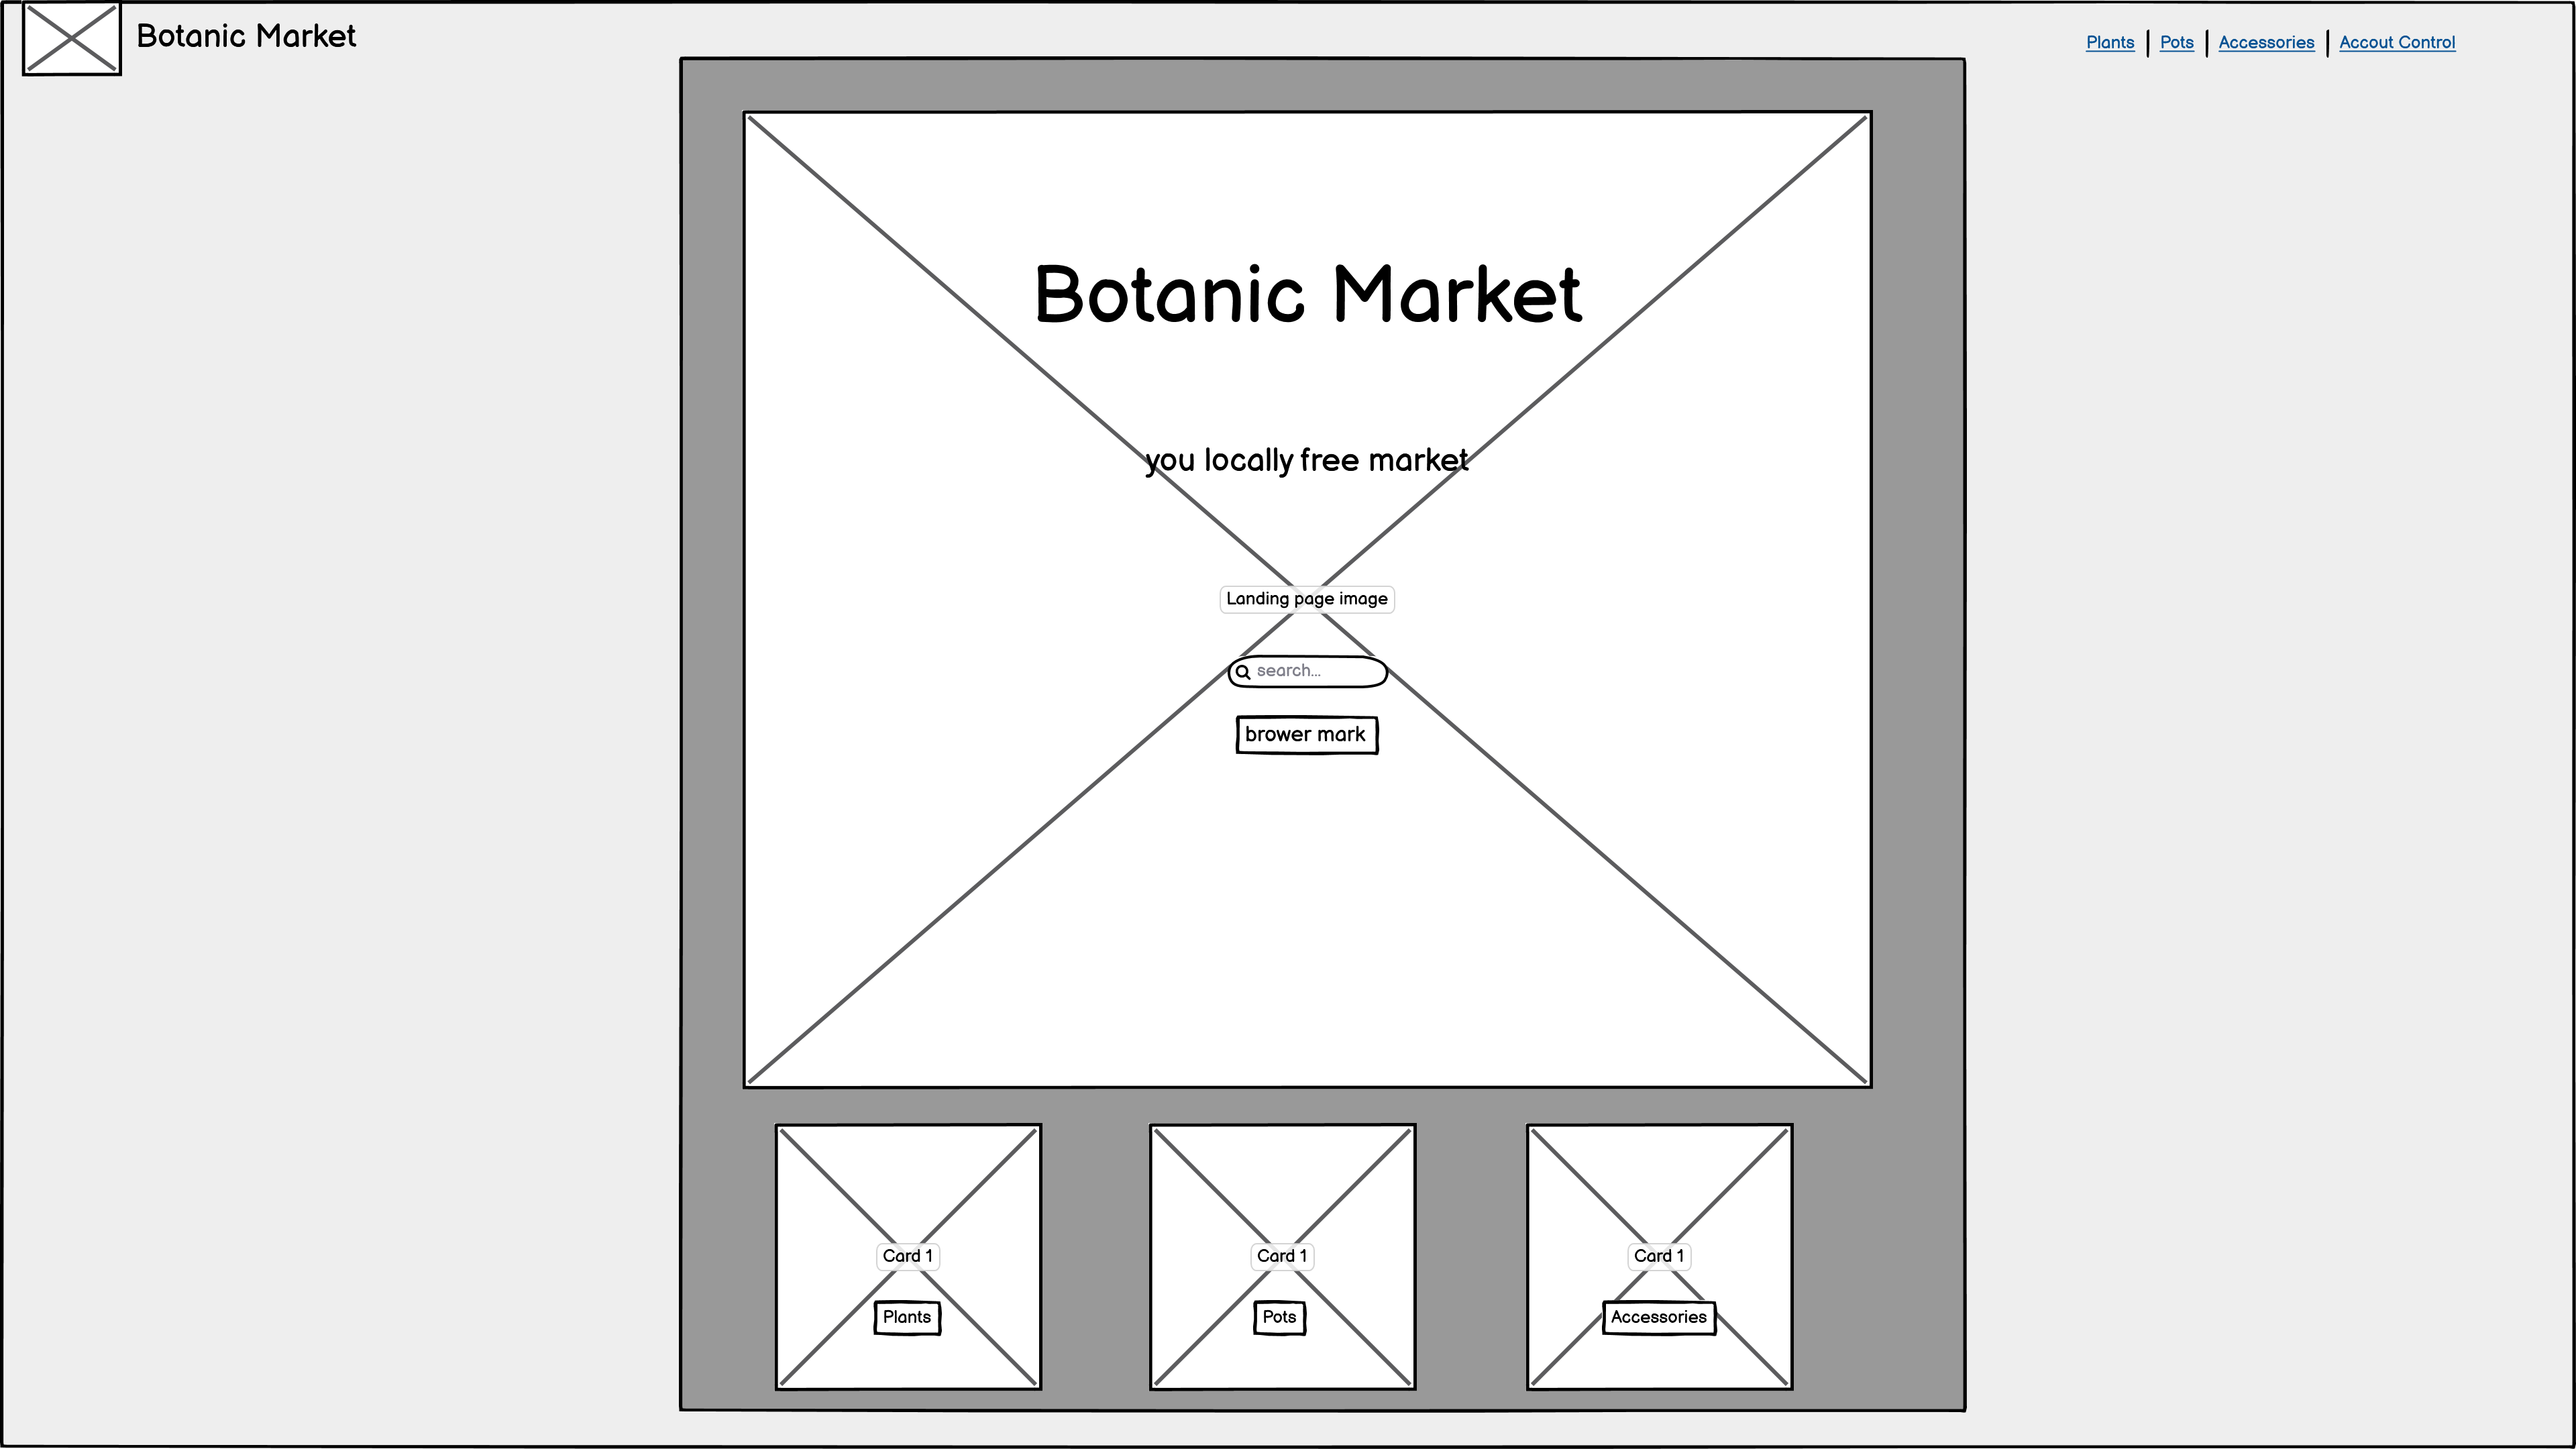 Botanic Market
Plants | Pots | Accessories | Accout Control
Botanic Market
you locally free market
Landing page image
search...
brower mark
Card 1
Card 1
Card 1
Plants
Pots
Accessories